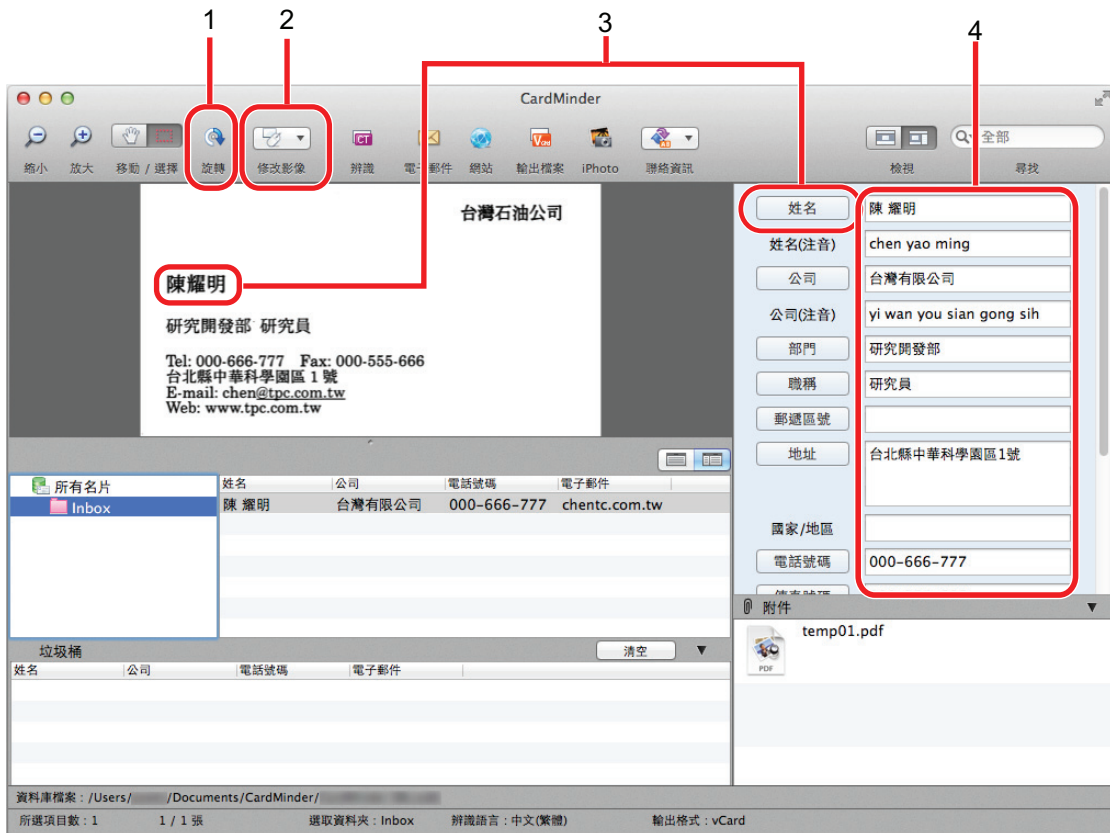 1
2
3
4
CardMinder
縮小 放大 移動 / 選擇 旋轉 修改影像 辨識 電子郵件 網站 輸出檔案 iPhoto 聯絡資訊 檢視 尋找
全部
台灣石油公司
陳耀明
研究開發部 研究員
Tel: 000-666-777 Fax: 000-555-666
台北縣中華科學園區 1 號
E-mail: chen@tpc.com.tw
Web: www.tpc.com.tw
姓名 陳 耀明
姓名(注音) chen yao ming
公司 台灣有限公司
公司(注音) yi wan you sian gong sih
部門 研究開發部
職稱 研究員
郵遞區號
地址 台北縣中華科學園區1號
國家/地區
電話號碼 000-666-777
傳真號碼
所有名片
Inbox
姓名 公司 電話號碼 電子郵件
陳 耀明 台灣有限公司 000-666-777 chentc.com.tw
附件
temp01.pdf
PDF
垃圾桶 清空
姓名 公司 電話號碼 電子郵件
資料庫檔案 : /Users/ /Documents/CardMinder/
所選項目數 : 1 1 / 1 張 選取資料夾 : Inbox 辨識語言 : 中文(繁體) 輸出格式 : vCard